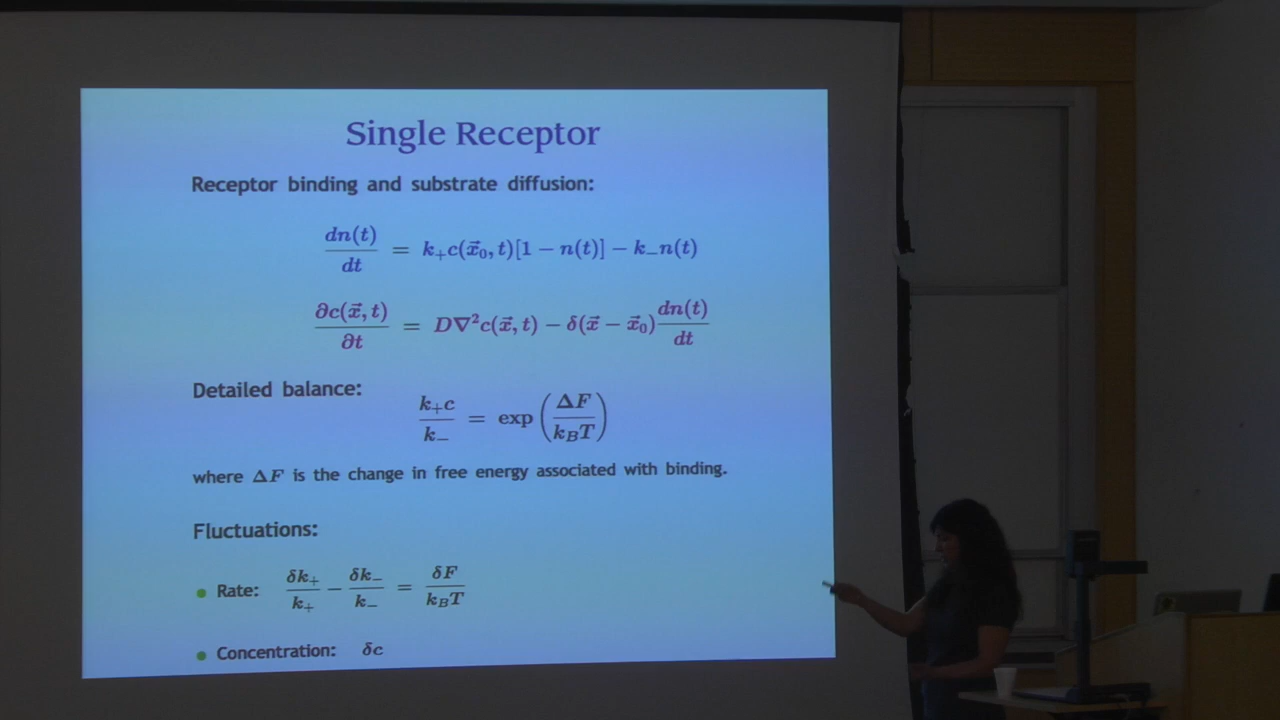 Single Receptor
Receptor binding and substrate diffusion:
dn(t)/dt = k₊c(x⃗₀, t)[1 − n(t)] − k₋n(t)
∂c(x⃗, t)/∂t = D∇²c(x⃗, t) − δ(x⃗ − x⃗₀) dn(t)/dt
Detailed balance:
k₊c/k₋ = exp(ΔF/k_BT)
where ΔF is the change in free energy associated with binding.
Fluctuations:
• Rate: δk₊/k₊ − δk₋/k₋ = δF/k_BT
• Concentration: δc